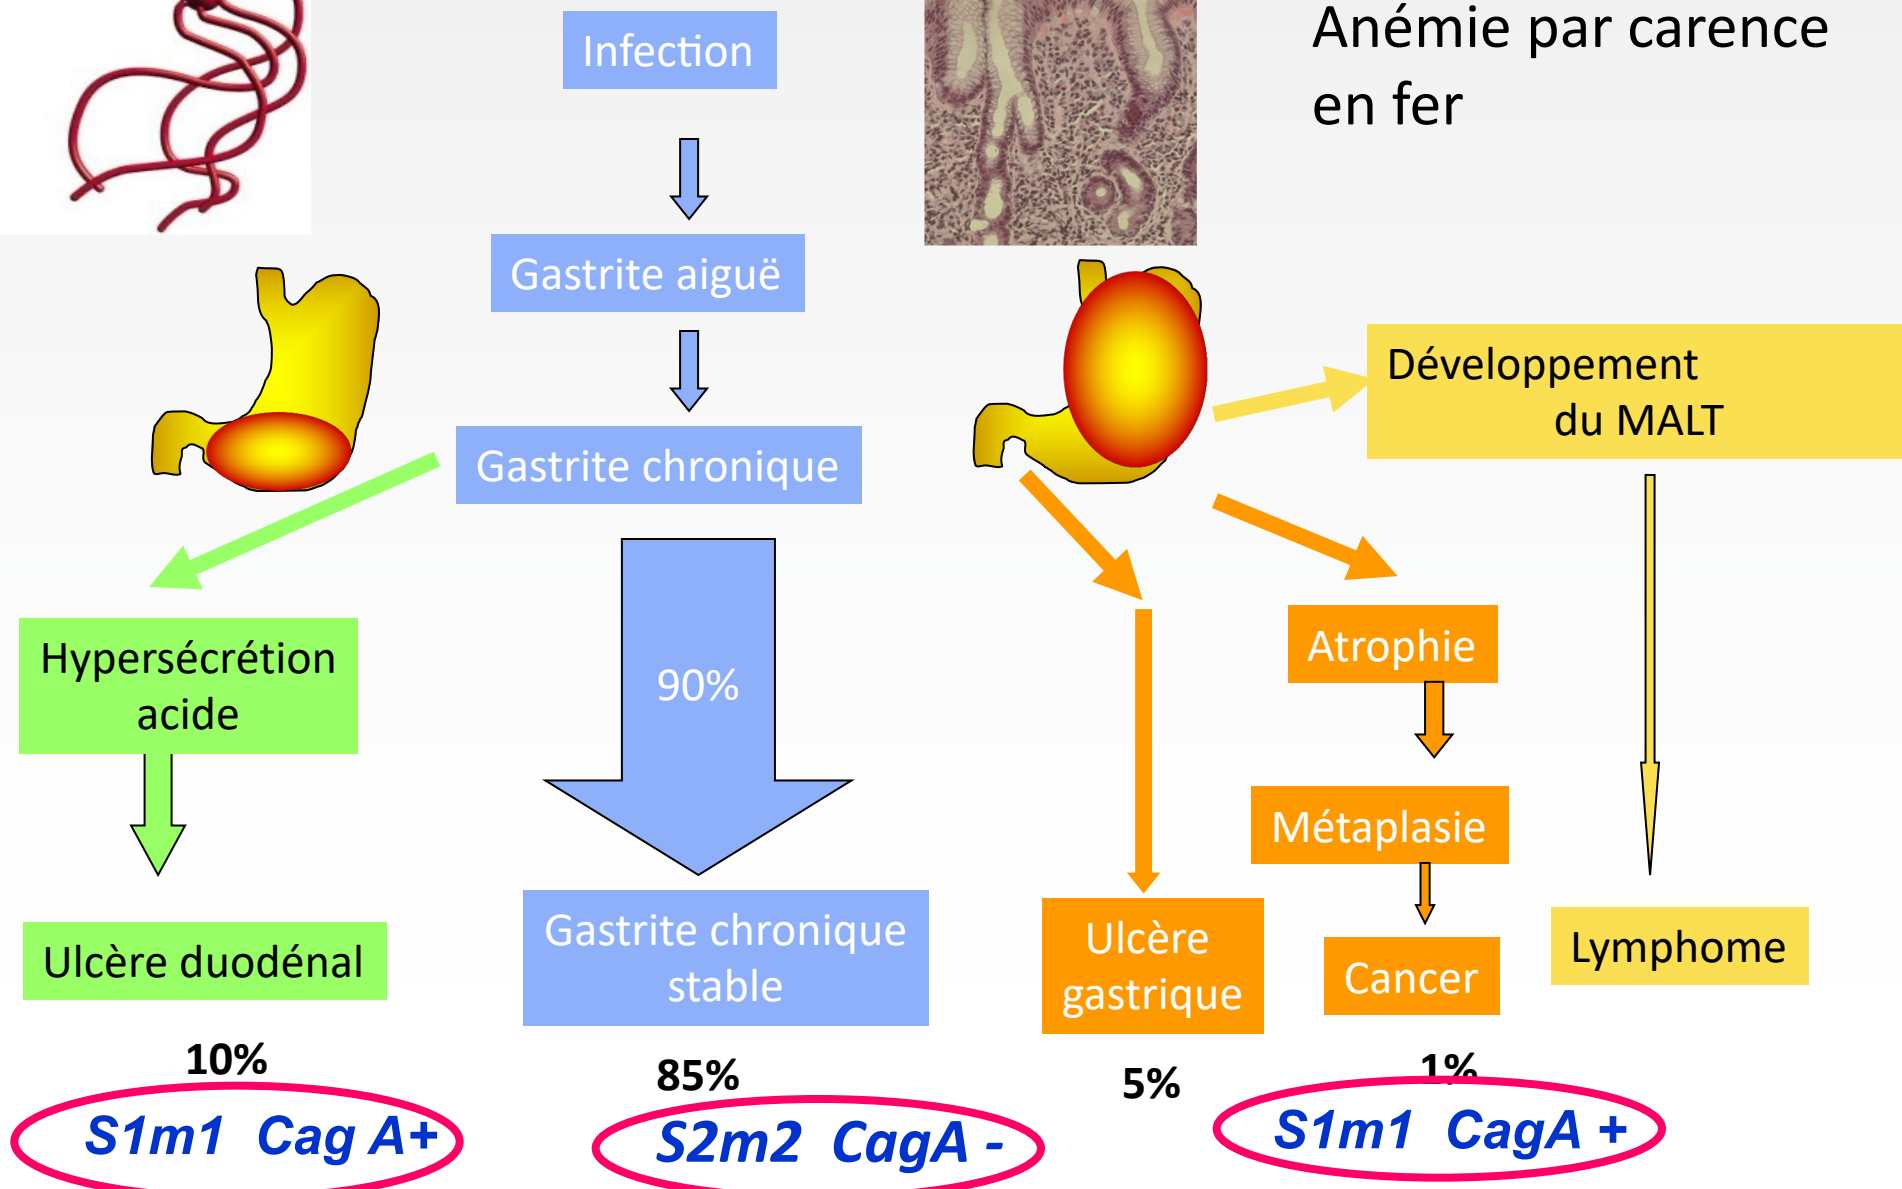 Infection
Anémie par carence
en fer
Gastrite aiguë
Développement
du MALT
Gastrite chronique
Hypersécrétion
acide
90%
Atrophie
Métaplasie
Ulcère duodénal
Gastrite chronique
stable
Ulcère
gastrique
Cancer
Lymphome
10%
85%
5%
1%
S1m1 Cag A+
S2m2 CagA -
S1m1 CagA +